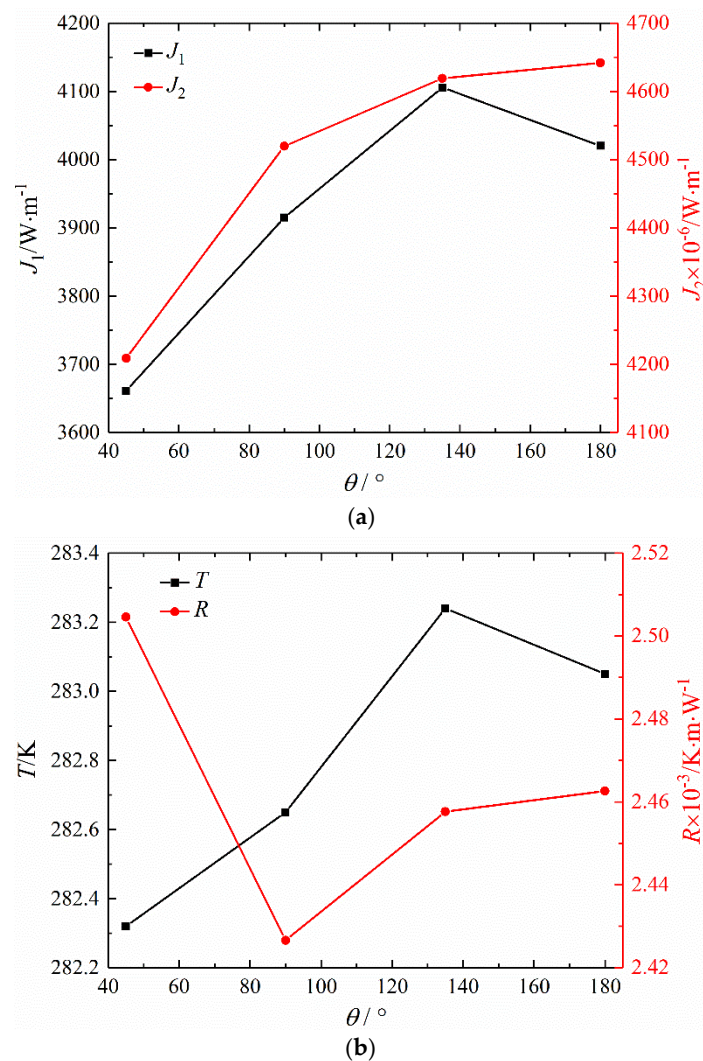 4200
4100
4000
3900
3800
3700
3600
J1/W·m-1
J1
J2
4700
4600
4500
4400
4300
4200
4100
J2×10-6/W·m-1
40 60 80 100 120 140 160 180
θ / °
(a)
283.4
283.2
283.0
282.8
282.6
282.4
282.2
T/K
T
R
2.52
2.50
2.48
2.46
2.44
2.42
R×10-3/K·m·W-1
40 60 80 100 120 140 160 180
θ / °
(b)